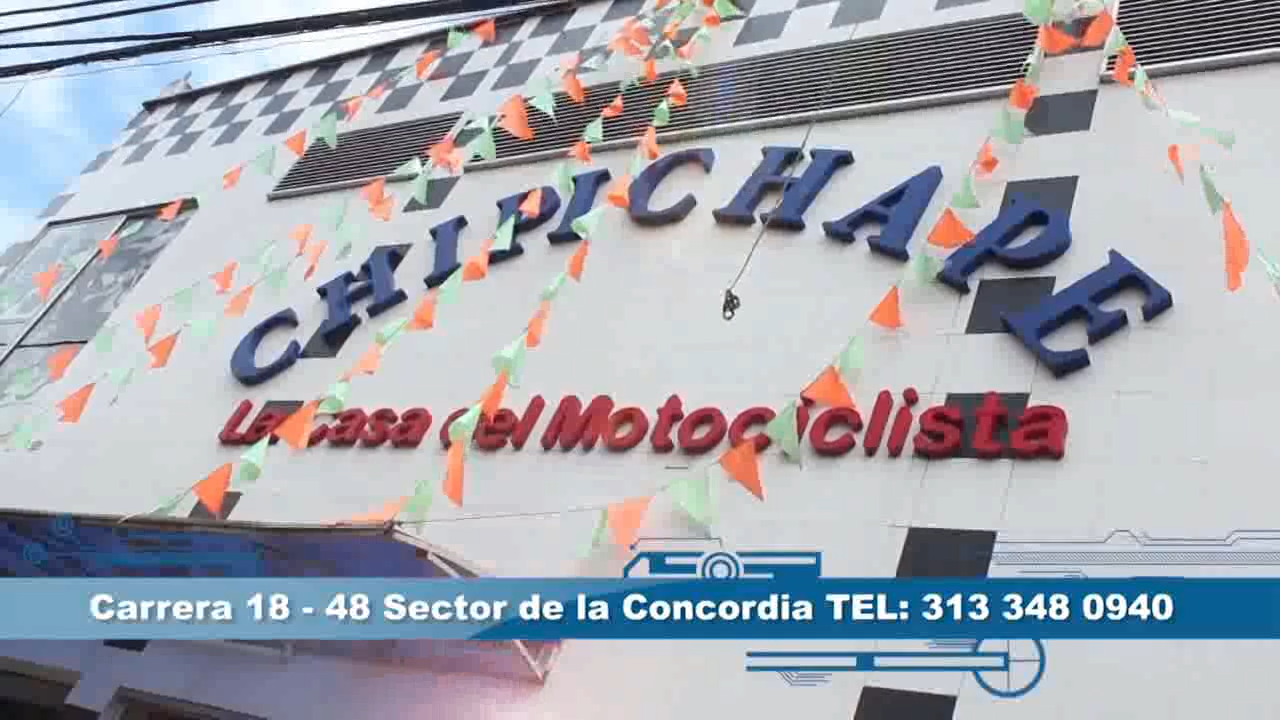 CHIPICHAPE
La Casa del Motociclista
Carrera 18 - 48 Sector de la Concordia TEL: 313 348 0940